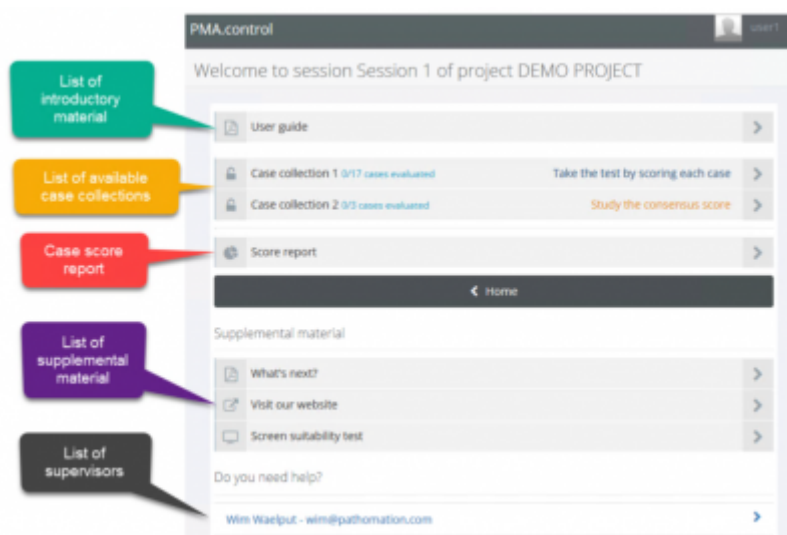 PMA.control
user1
Welcome to session Session 1 of project DEMO PROJECT
List of
introductory
material
User guide
List of available
case collections
Case collection 1 0/17 cases evaluated
Take the test by scoring each case
Case collection 2 0/3 cases evaluated
Study the consensus score
Case score
report
Score report
Home
Supplemental material
List of
supplemental
material
What's next?
Visit our website
Screen suitability test
List of
supervisors
Do you need help?
Wim Waelput - wim@pathomation.com